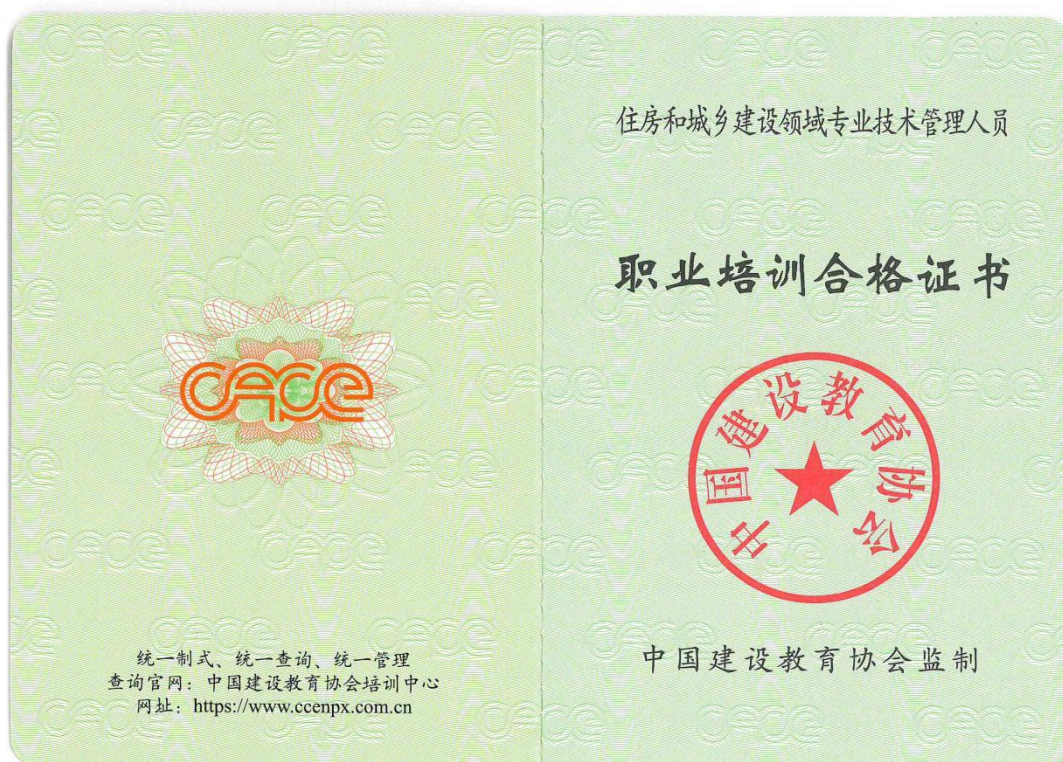 住房和城乡建设领域专业技术管理人员
职业培训合格证书
中国建设教育协会
中国建设教育协会监制
CACE
统一制式、统一查询、统一管理
查询官网：中国建设教育协会培训中心
网址：https://www.ccenpx.com.cn